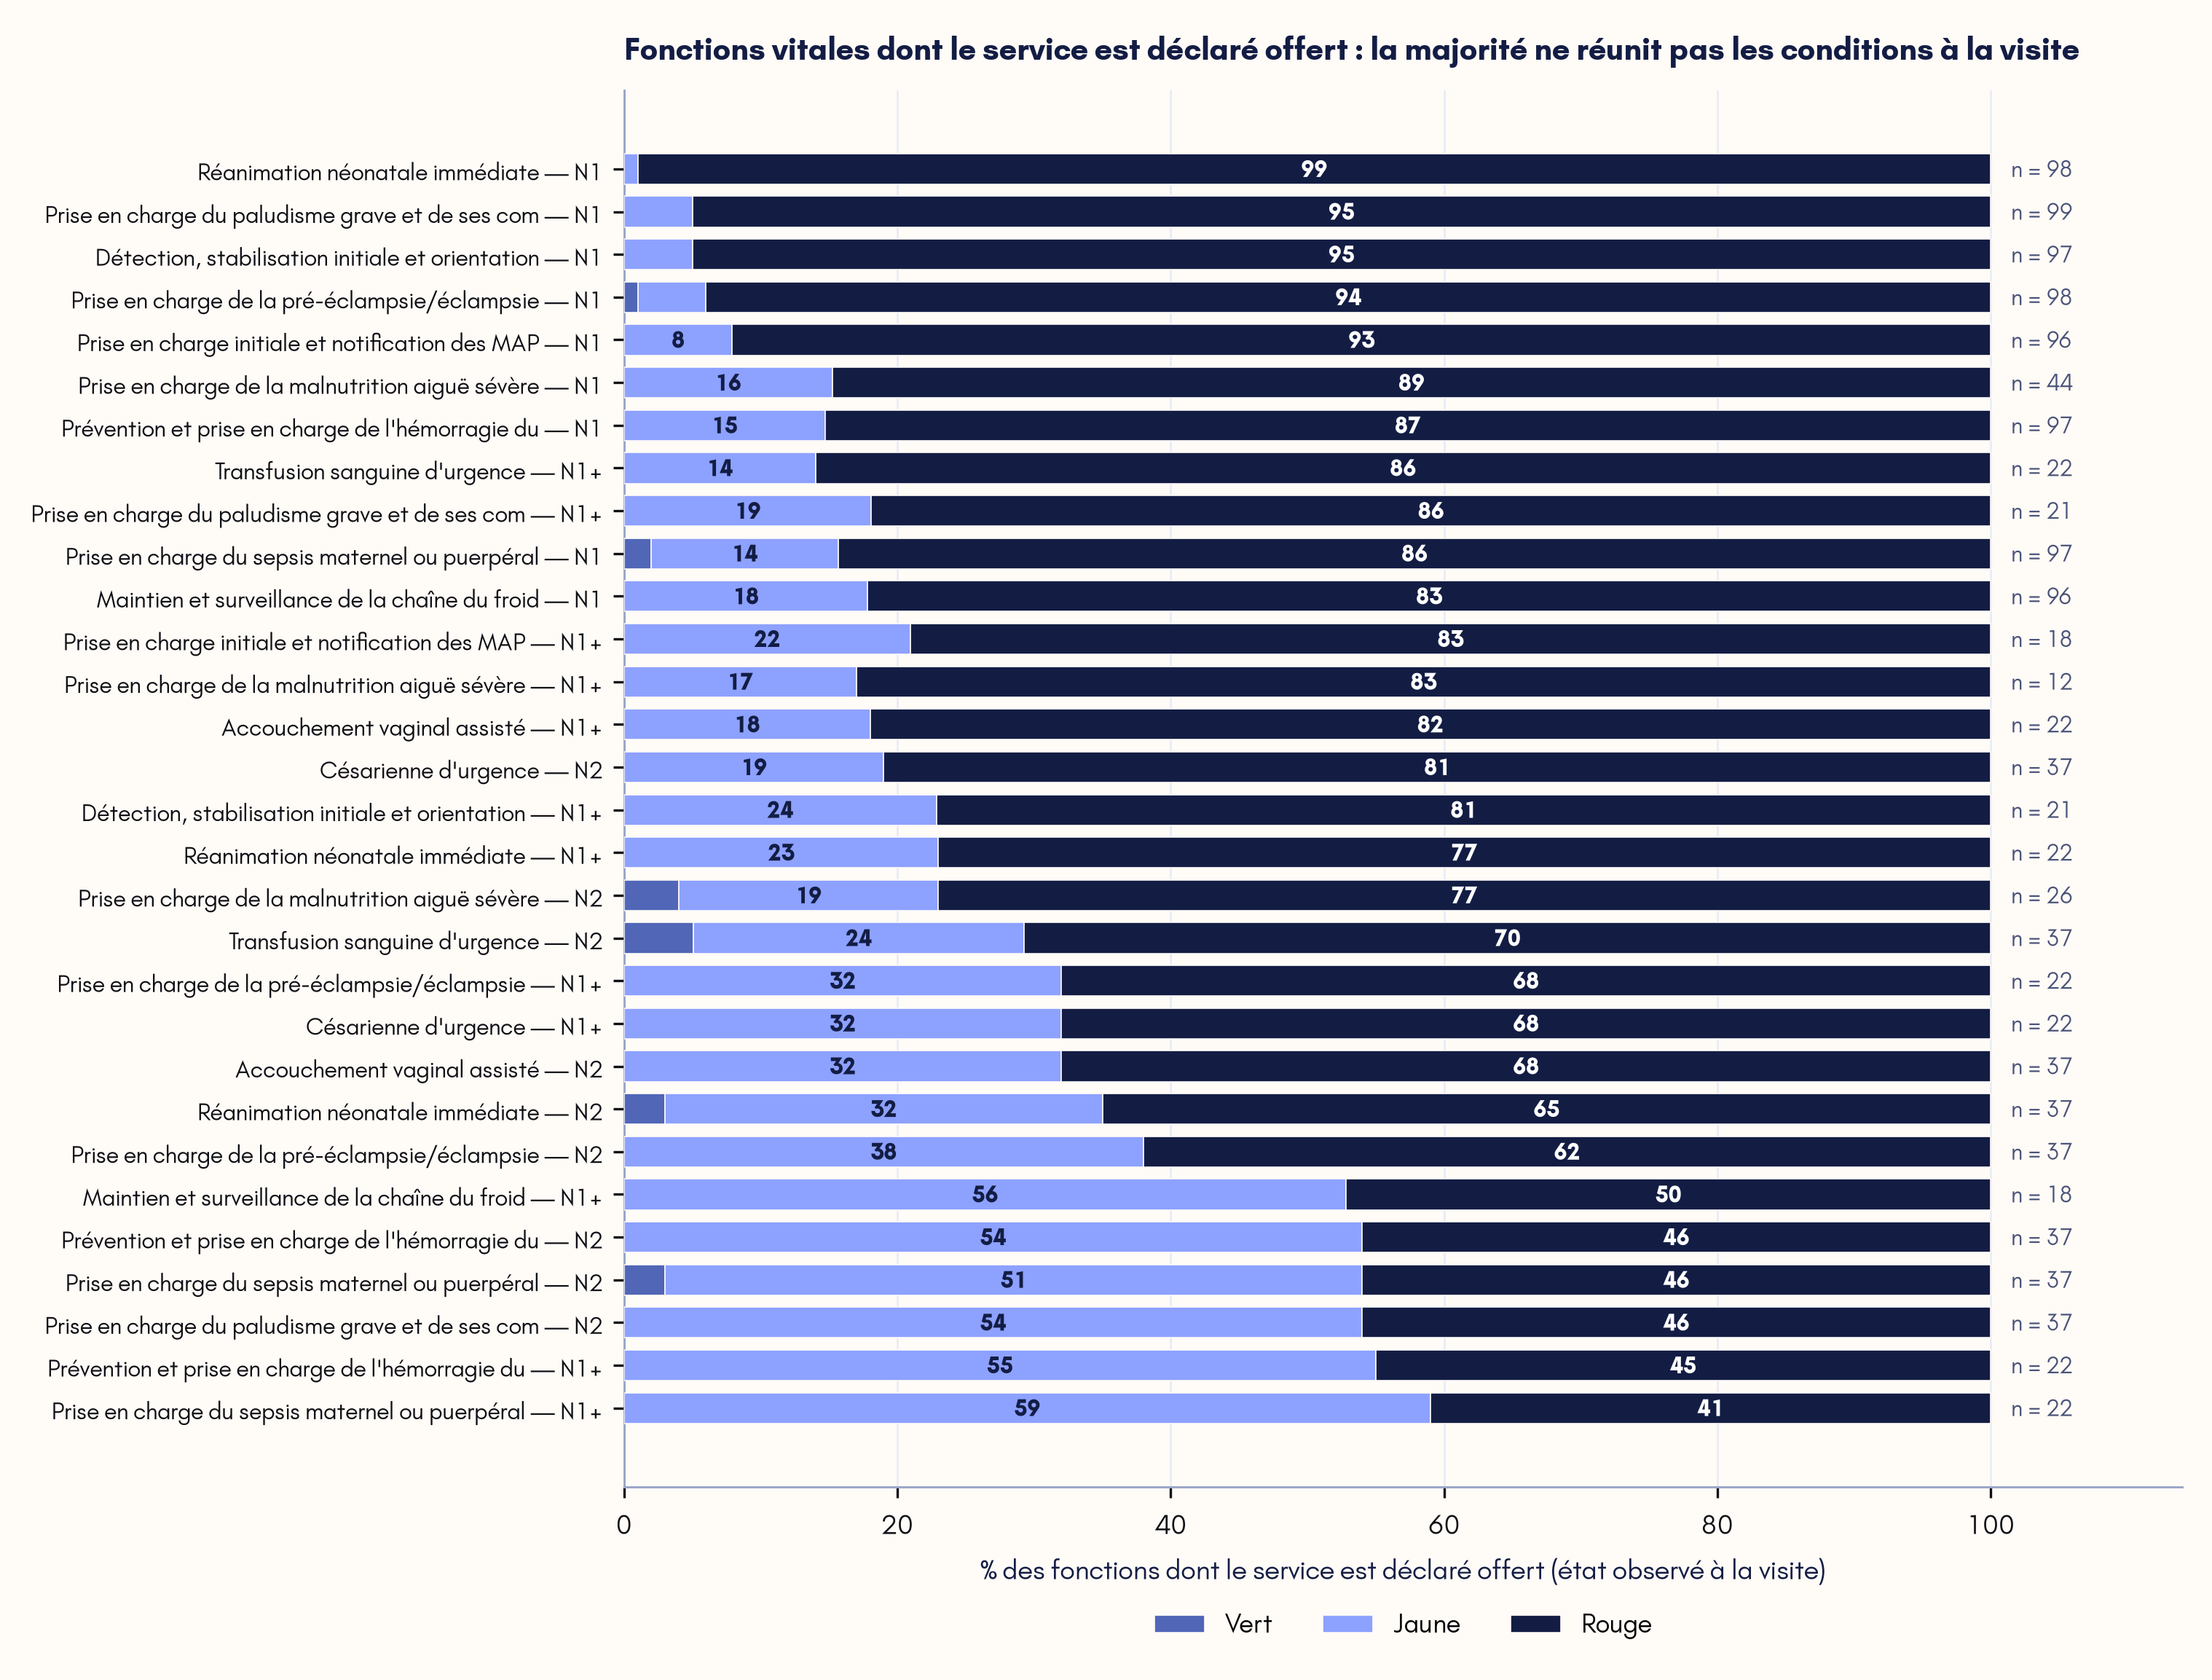 Fonctions vitales dont le service est déclaré offert : la majorité ne réunit pas les conditions à la visite
Réanimation néonatale immédiate — N1 99 n = 98
Prise en charge du paludisme grave et de ses com — N1 95 n = 99
Détection, stabilisation initiale et orientation — N1 95 n = 97
Prise en charge de la pré-éclampsie/éclampsie — N1 94 n = 98
Prise en charge initiale et notification des MAP — N1 8 93 n = 96
Prise en charge de la malnutrition aiguë sévère — N1 16 89 n = 44
Prévention et prise en charge de l'hémorragie du — N1 15 87 n = 97
Transfusion sanguine d'urgence — N1+ 14 86 n = 22
Prise en charge du paludisme grave et de ses com — N1+ 19 86 n = 21
Prise en charge du sepsis maternel ou puerpéral — N1 14 86 n = 97
Maintien et surveillance de la chaîne du froid — N1 18 83 n = 96
Prise en charge initiale et notification des MAP — N1+ 22 83 n = 18
Prise en charge de la malnutrition aiguë sévère — N1+ 17 83 n = 12
Accouchement vaginal assisté — N1+ 18 82 n = 22
Césarienne d'urgence — N2 19 81 n = 37
Détection, stabilisation initiale et orientation — N1+ 24 81 n = 21
Réanimation néonatale immédiate — N1+ 23 77 n = 22
Prise en charge de la malnutrition aiguë sévère — N2 19 77 n = 26
Transfusion sanguine d'urgence — N2 24 70 n = 37
Prise en charge de la pré-éclampsie/éclampsie — N1+ 32 68 n = 22
Césarienne d'urgence — N1+ 32 68 n = 22
Accouchement vaginal assisté — N2 32 68 n = 37
Réanimation néonatale immédiate — N2 32 65 n = 37
Prise en charge de la pré-éclampsie/éclampsie — N2 38 62 n = 37
Maintien et surveillance de la chaîne du froid — N1+ 56 50 n = 18
Prévention et prise en charge de l'hémorragie du — N2 54 46 n = 37
Prise en charge du sepsis maternel ou puerpéral — N2 51 46 n = 37
Prise en charge du paludisme grave et de ses com — N2 54 46 n = 37
Prévention et prise en charge de l'hémorragie du — N1+ 55 45 n = 22
Prise en charge du sepsis maternel ou puerpéral — N1+ 59 41 n = 22
0 20 40 60 80 100
% des fonctions dont le service est déclaré offert (état observé à la visite)
Vert Jaune Rouge